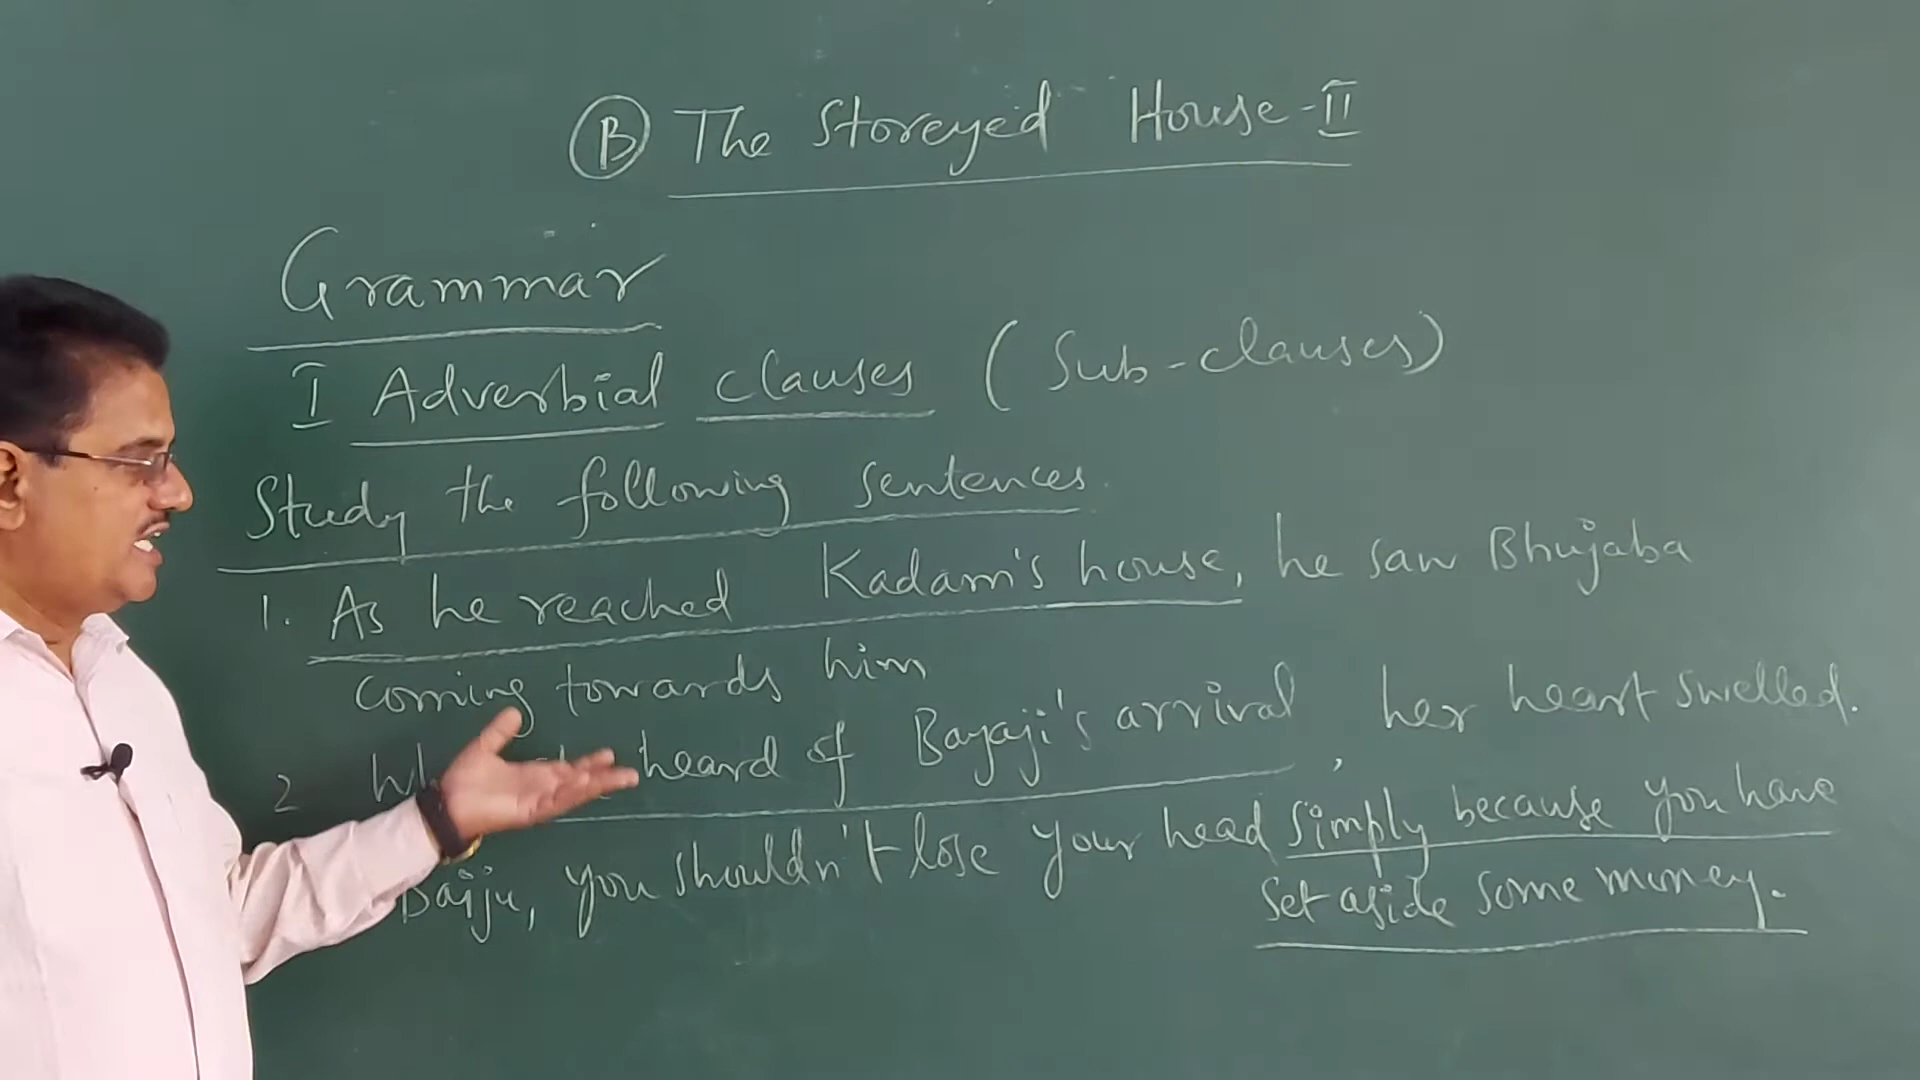 B The Storeyed House-II
Grammar
I Adverbial clauses (Sub-clauses)
Study the following sentences.
1. As he reached Kadam's house, he saw Bhujaba
coming towards him
2 heard of Bayaji's arrival, her heart swelled.
Baijju, you shouldn't lose your head simply because you have
set aside some money.